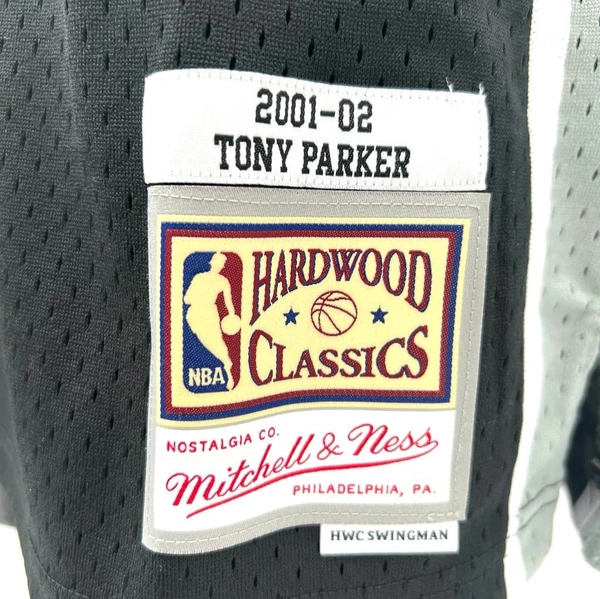 2001-02
TONY PARKER
HARDWOOD
NBA
CLASSICS
NOSTALGIA CO.
Mitchell & Ness
PHILADELPHIA, PA.
HWC SWINGMAN